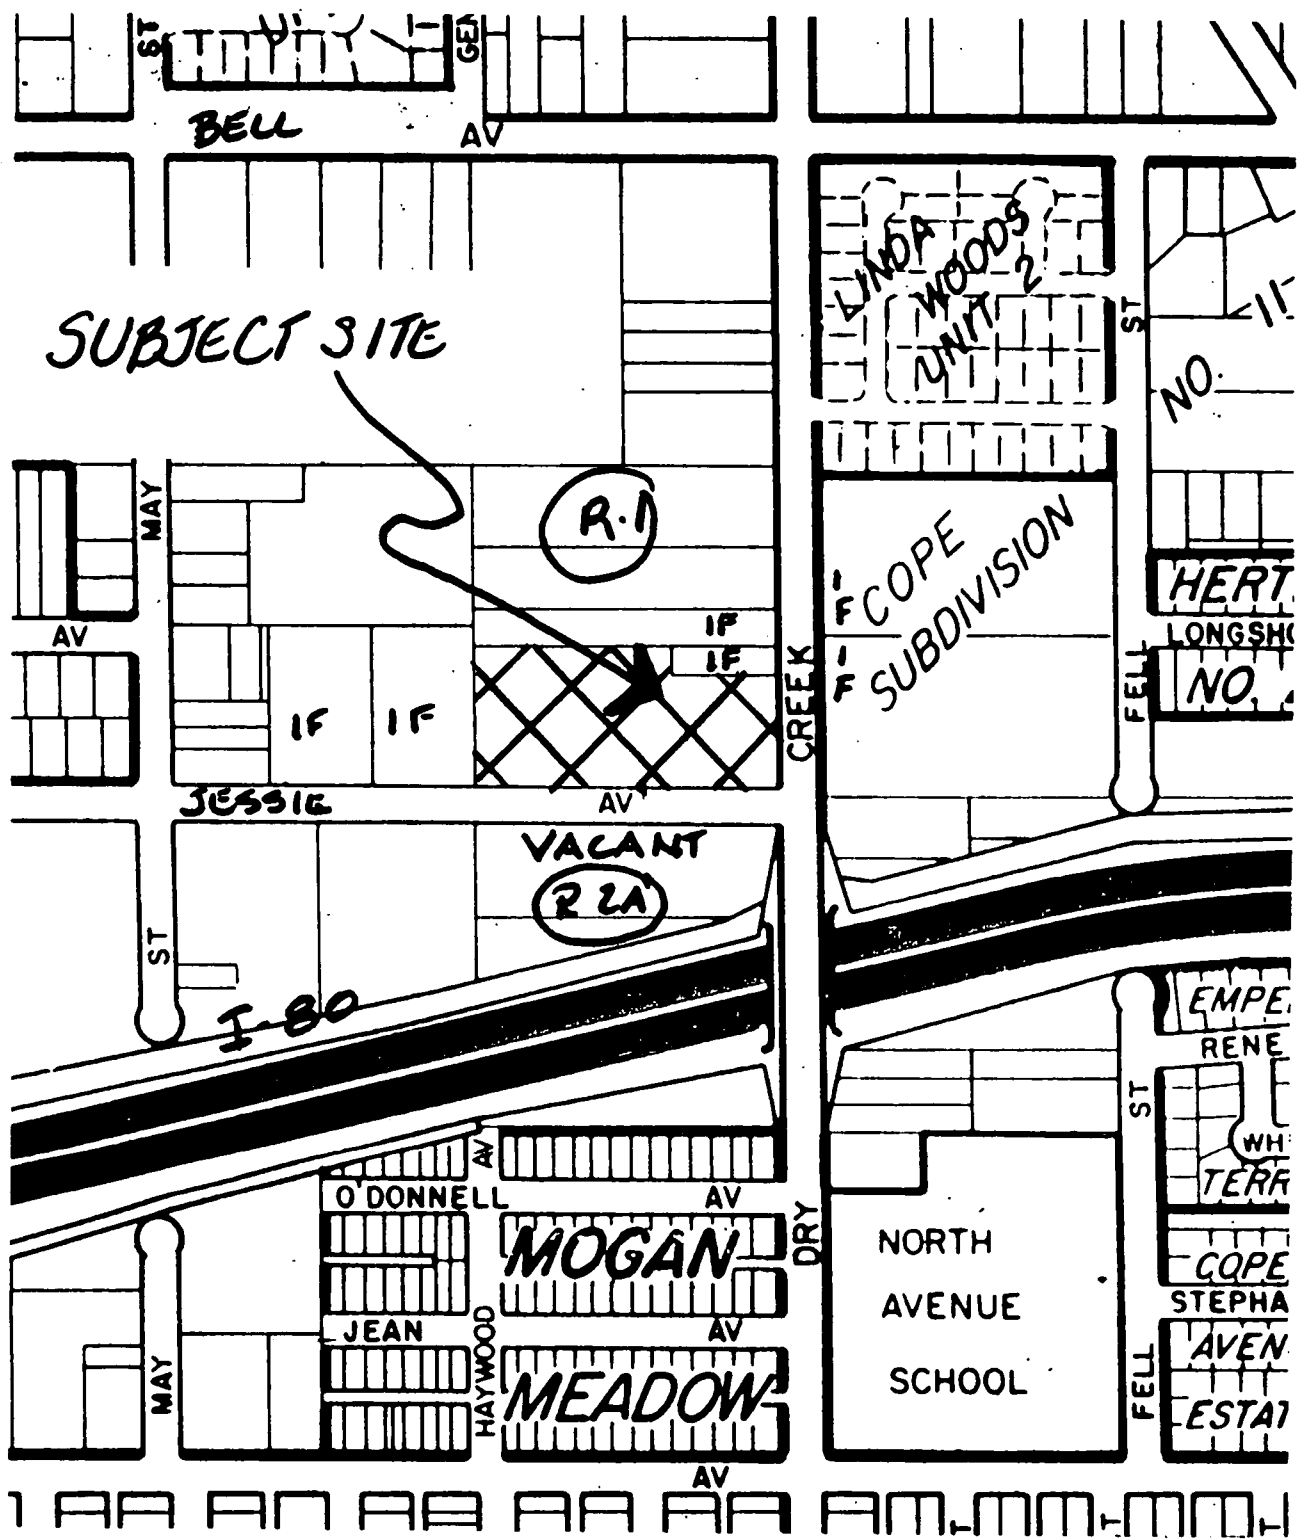 ST
GEN
BELL
AV
LINDA
WOODS
UNIT 2
ST
NO.
SUBJECT SITE
MAY
R-1
COPE
SUBDIVISION
1F
HERT
AV
1F
LONGSHO
1F
1F
CREEK
FELL
NO.
1F
1F
JESSIE
AV
VACANT
R 2A
ST
I-80
EMPE
RENE
ST
AV
WH
TERR
O'DONNELL
AV
DRY
NORTH
MOGAN
COPE
AVENUE
STEPHA
JEAN
AV
HAYWOOD
AVEN
MAY
SCHOOL
FELL
MEADOW
ESTAT
AV